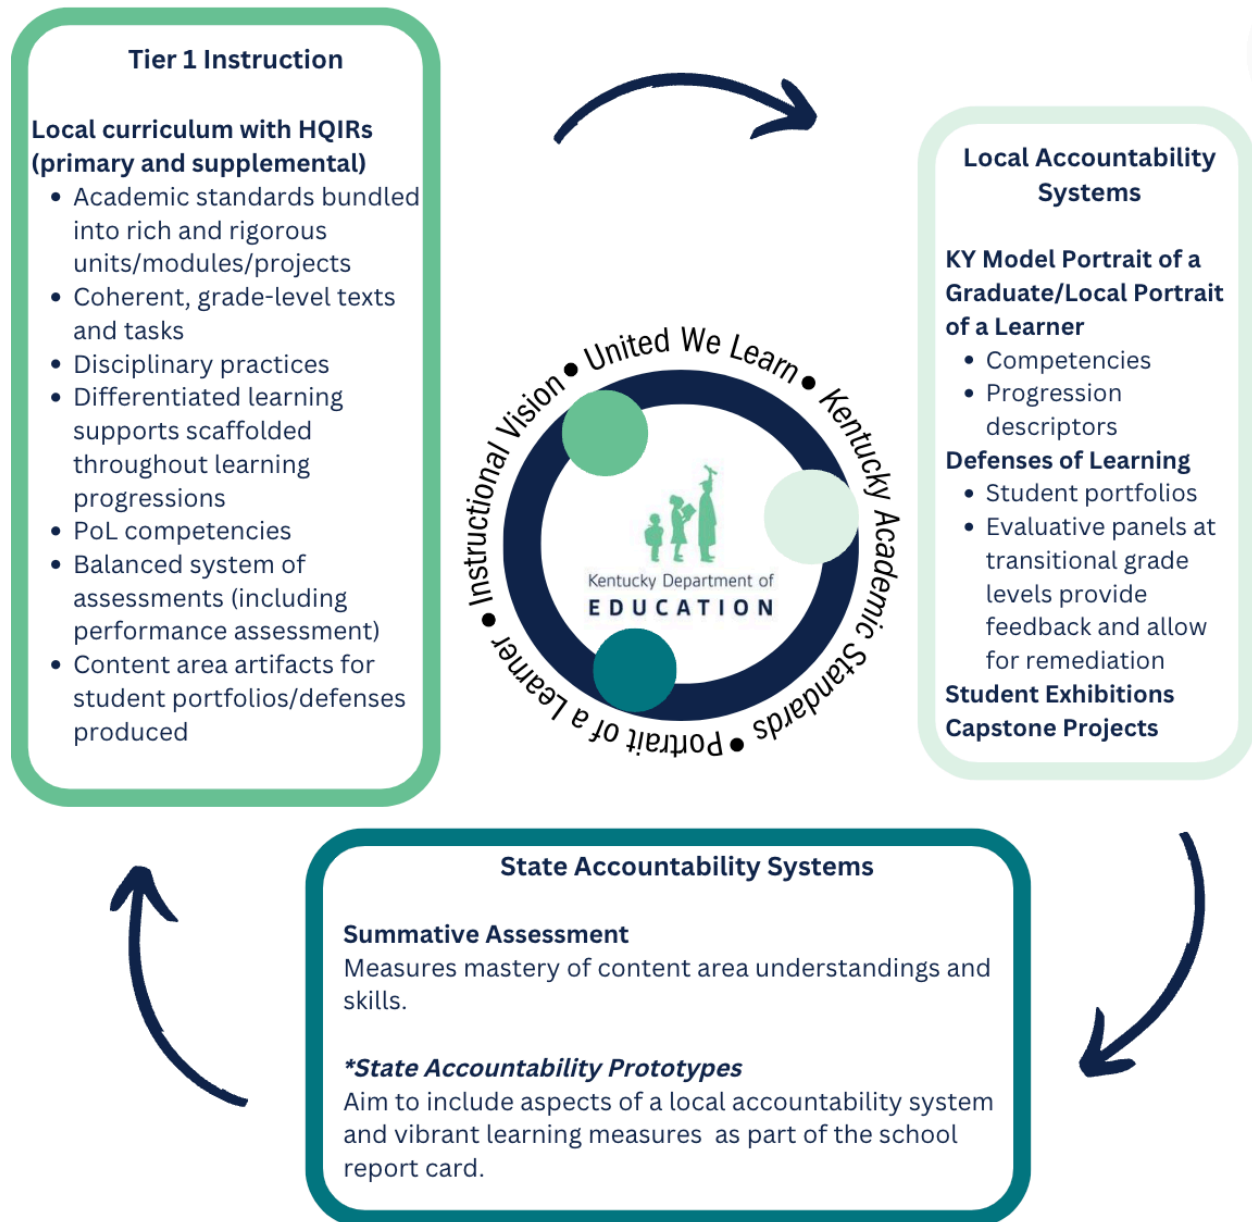 Tier 1 Instruction
Local curriculum with HQIRs
(primary and supplemental)
• Academic standards bundled
into rich and rigorous
units/modules/projects
• Coherent, grade-level texts
and tasks
• Disciplinary practices
• Differentiated learning
supports scaffolded
throughout learning
progressions
• PoL competencies
• Balanced system of
assessments (including
performance assessment)
• Content area artifacts for
student portfolios/defenses
produced
• Instructional Vision • United We Learn • Kentucky Academic Standards • Portrait of a Learner
Kentucky Department of
EDUCATION
Local Accountability
Systems
KY Model Portrait of a
Graduate/Local Portrait
of a Learner
• Competencies
• Progression
descriptors
Defenses of Learning
• Student portfolios
• Evaluative panels at
transitional grade
levels provide
feedback and allow
for remediation
Student Exhibitions
Capstone Projects
State Accountability Systems
Summative Assessment
Measures mastery of content area understandings and
skills.
*State Accountability Prototypes
Aim to include aspects of a local accountability system
and vibrant learning measures as part of the school
report card.